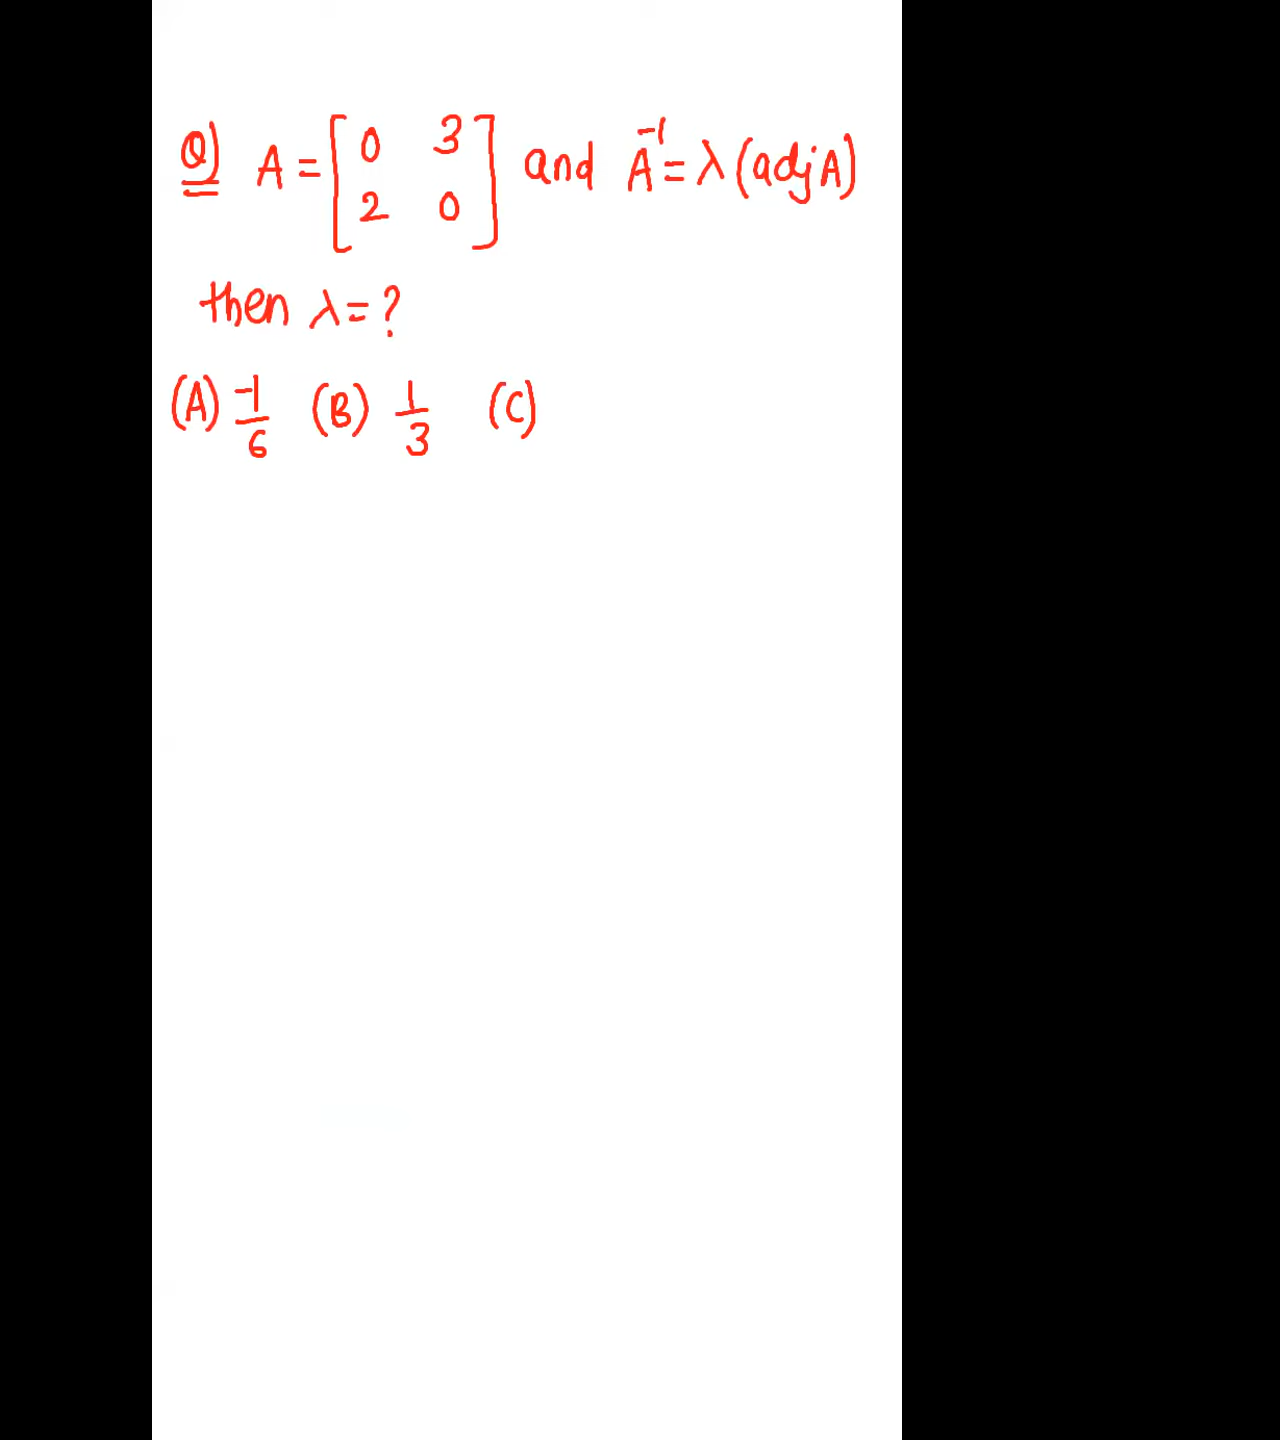 Q) A = [ 0 3 ] and A⁻¹ = λ (adj A)
2 0
then λ = ?
(A) -1/6 (B) 1/3 (C)